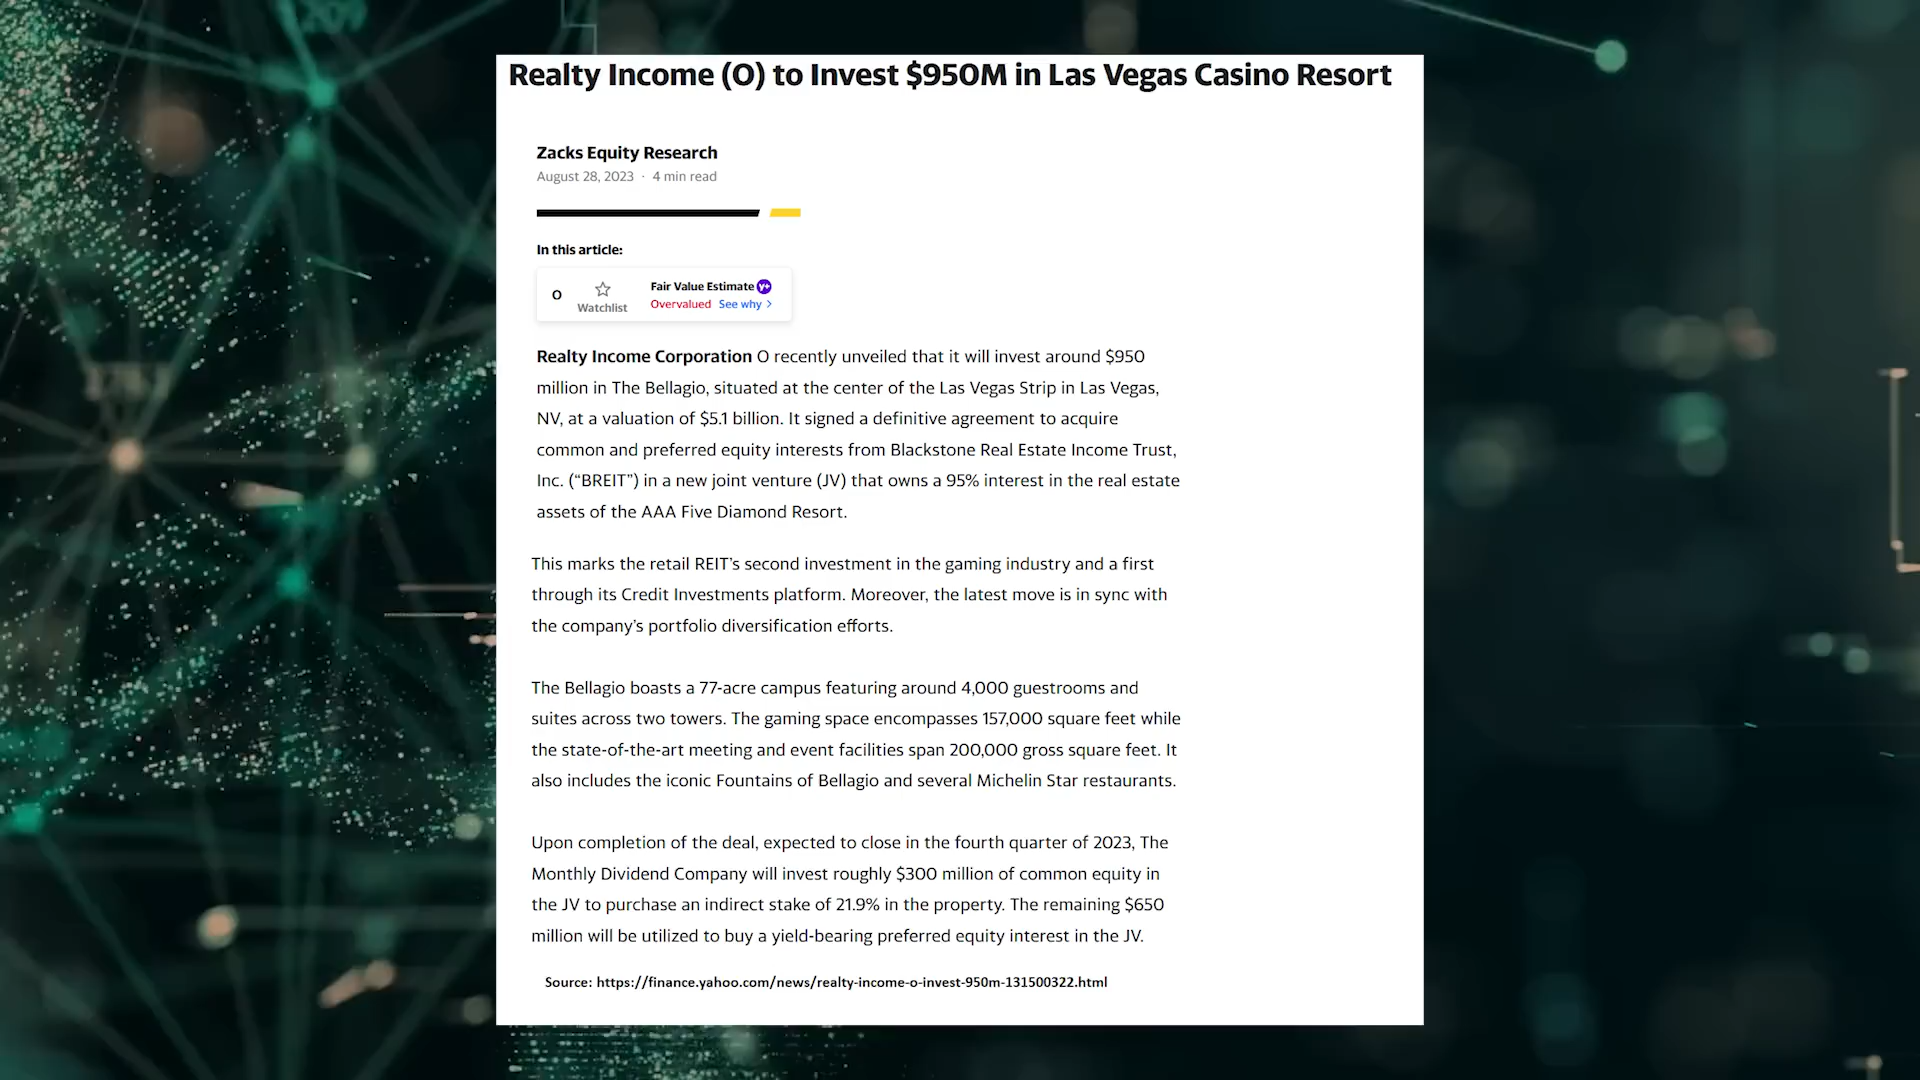 Realty Income (O) to Invest $950M in Las Vegas Casino Resort
Zacks Equity Research
August 28, 2023 · 4 min read
In this article:
O
Watchlist
Fair Value Estimate Y+
Overvalued See why >
Realty Income Corporation O recently unveiled that it will invest around $950
million in The Bellagio, situated at the center of the Las Vegas Strip in Las Vegas,
NV, at a valuation of $5.1 billion. It signed a definitive agreement to acquire
common and preferred equity interests from Blackstone Real Estate Income Trust,
Inc. (“BREIT”) in a new joint venture (JV) that owns a 95% interest in the real estate
assets of the AAA Five Diamond Resort.
This marks the retail REIT’s second investment in the gaming industry and a first
through its Credit Investments platform. Moreover, the latest move is in sync with
the company’s portfolio diversification efforts.
The Bellagio boasts a 77-acre campus featuring around 4,000 guestrooms and
suites across two towers. The gaming space encompasses 157,000 square feet while
the state-of-the-art meeting and event facilities span 200,000 gross square feet. It
also includes the iconic Fountains of Bellagio and several Michelin Star restaurants.
Upon completion of the deal, expected to close in the fourth quarter of 2023, The
Monthly Dividend Company will invest roughly $300 million of common equity in
the JV to purchase an indirect stake of 21.9% in the property. The remaining $650
million will be utilized to buy a yield-bearing preferred equity interest in the JV.
Source: https://finance.yahoo.com/news/realty-income-o-invest-950m-131500322.html